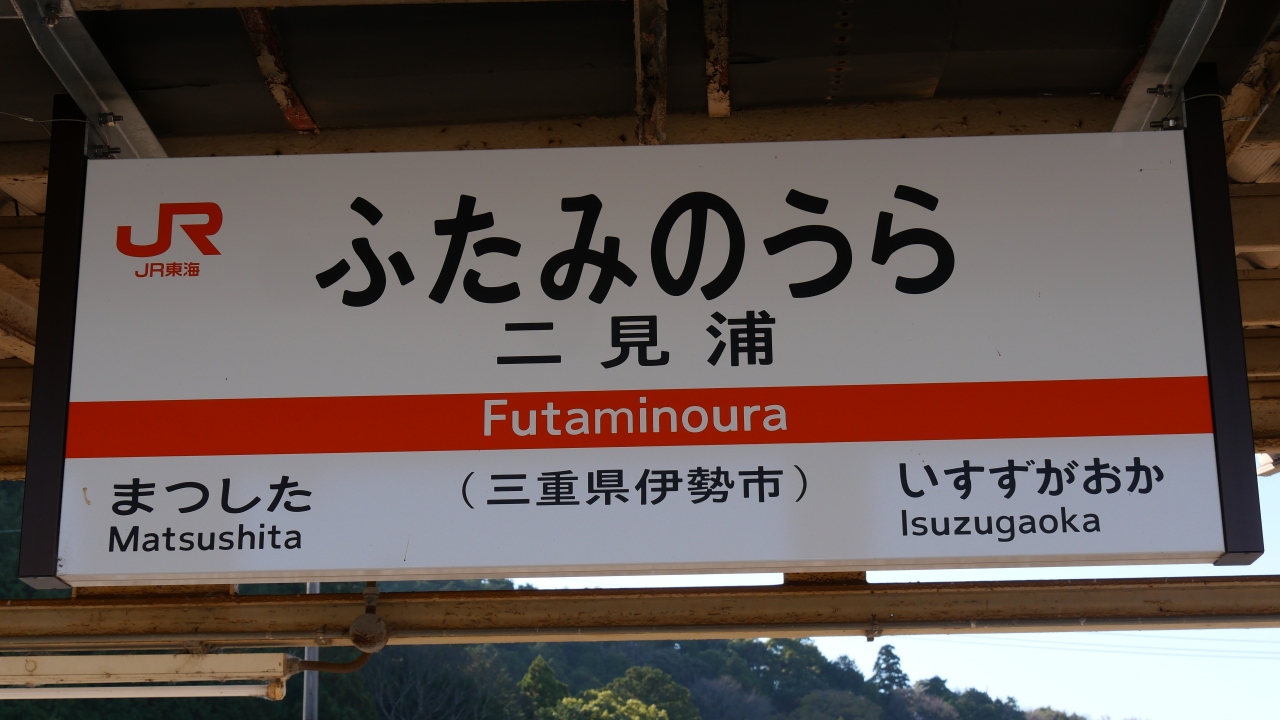 JR
JR東海
ふたみのうら
二見浦
Futaminoura
まつした
Matsushita
(三重県伊勢市)
いすずがおか
Isuzugaoka